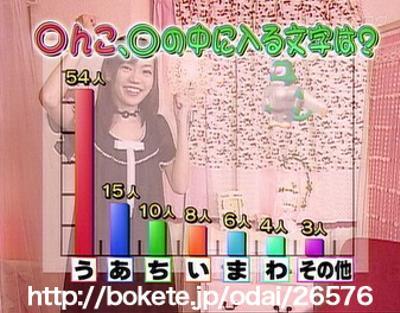 〇んこ、〇の中に入る文字は?
54人
15人
10人
8人
6人
4人
3人
う あ ち い ま わ その他
http://bokete.jp/odai/26576